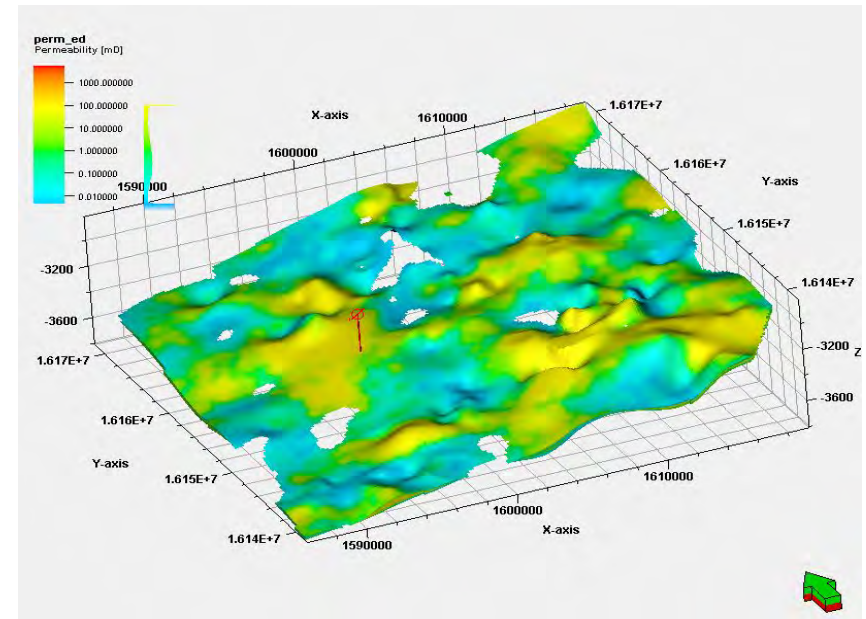 perm_ed
Permeability [mD]
1000.000000
100.000000
10.000000
1.000000
0.100000
0.010000
X-axis
1590000
1600000
1610000
1.617E+7
1.616E+7
Y-axis
1.615E+7
1.614E+7
-3200
-3600
-3200
Z
-3600
1.617E+7
1.616E+7
Y-axis
1.615E+7
1.614E+7
1590000
1600000
X-axis
1610000